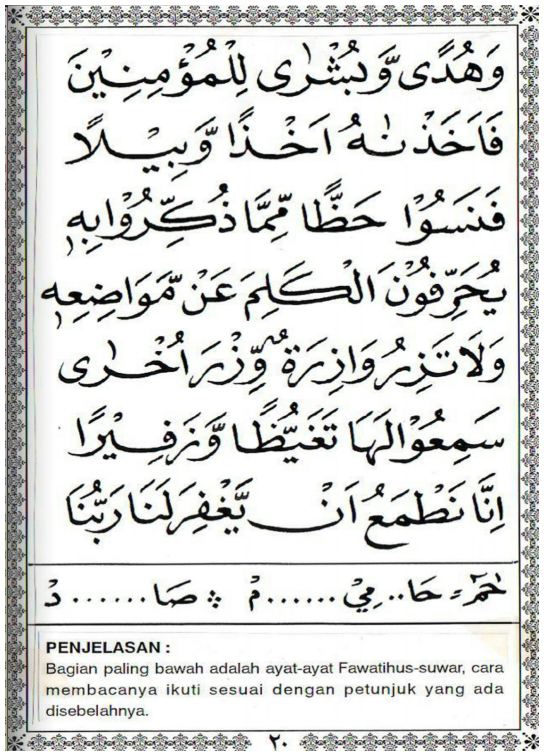 وَهُدًى وَّبُشْرٰى لِلْمُؤْمِنِيْنَ
فَاَخَذْنٰهُ اَخْذًا وَّبِيْلًا
فَنَسُوْا حَظًّا مِّمَّا ذُكِّرُوْا بِهٖ
يُحَرِّفُوْنَ الْكَلِمَ عَنْ مَّوَاضِعِهٖ
وَلَا تَزِرُ وَازِرَةٌ وِّزْرَ اُخْرٰى
سَمِعُوْا لَهَا تَغَيُّظًا وَّزَفِيْرًا
اِنَّا نَطْمَعُ اَنْ يَّغْفِرَ لَنَا رَبُّنَا
حٰمۤ = حَا.. مِيْ......مْ ؞ صَا ......دْ
PENJELASAN :
Bagian paling bawah adalah ayat-ayat Fawatihus-suwar, cara
membacanya ikuti sesuai dengan petunjuk yang ada
disebelahnya.
٢٠